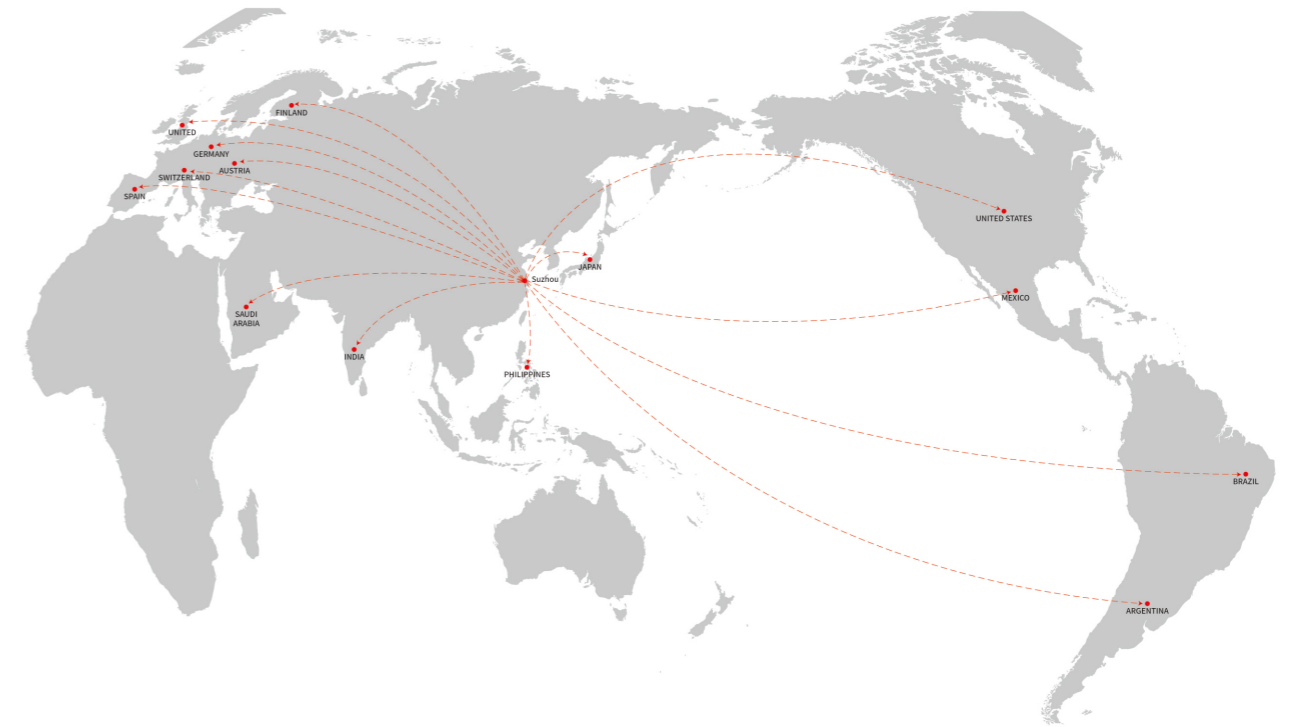 FINLAND
UNITED
GERMANY
AUSTRIA
SWITZERLAND
SPAIN
UNITED STATES
JAPAN
Suzhou
MEXICO
SAUDI
ARABIA
INDIA
PHILIPPINES
BRAZIL
ARGENTINA